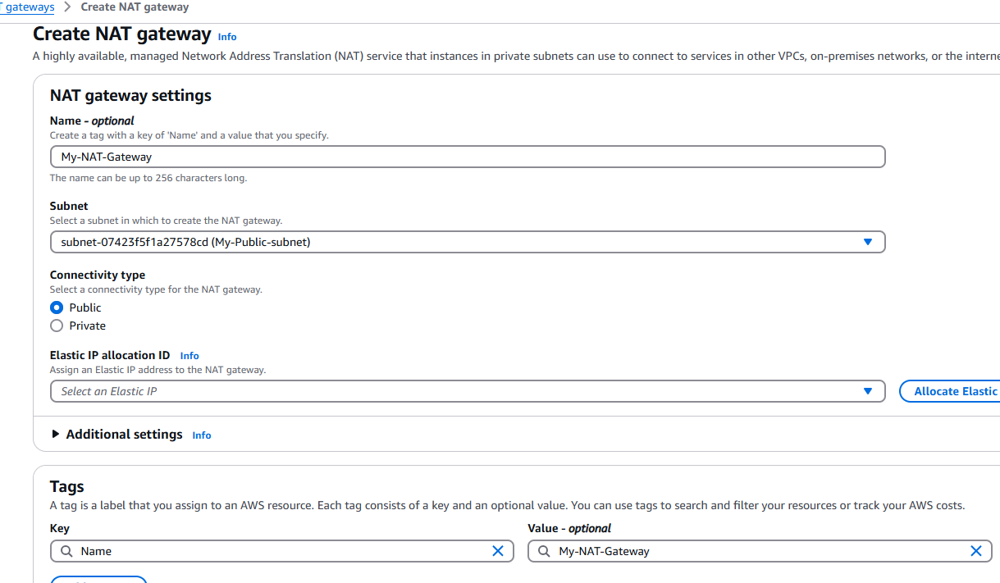 gateways > Create NAT gateway
Create NAT gateway Info
A highly available, managed Network Address Translation (NAT) service that instances in private subnets can use to connect to services in other VPCs, on-premises networks, or the interne
NAT gateway settings
Name - optional
Create a tag with a key of 'Name' and a value that you specify.
My-NAT-Gateway
The name can be up to 256 characters long.
Subnet
Select a subnet in which to create the NAT gateway.
subnet-07423f5f1a27578cd (My-Public-subnet)
Connectivity type
Select a connectivity type for the NAT gateway.
Public
Private
Elastic IP allocation ID Info
Assign an Elastic IP address to the NAT gateway.
Select an Elastic IP
Allocate Elastic
Additional settings Info
Tags
A tag is a label that you assign to an AWS resource. Each tag consists of a key and an optional value. You can use tags to search and filter your resources or track your AWS costs.
Key
Value - optional
Name
My-NAT-Gateway